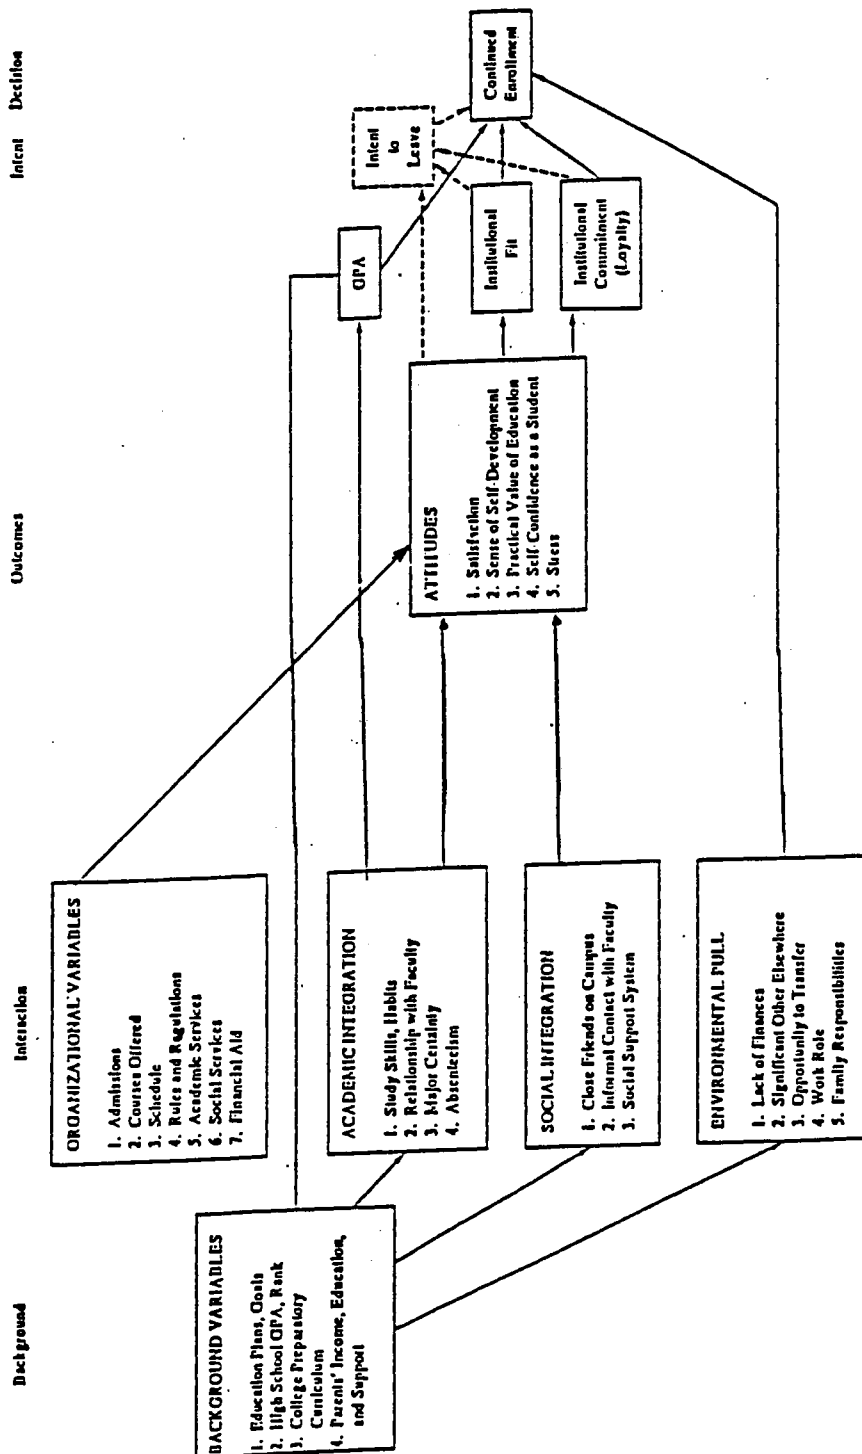 Background
Interaction
Outcomes
Intent
Decision
BACKGROUND VARIABLES
1. Education Plans, Goals
2. High School GPA, Rank
3. College Preparatory
Curriculum
4. Parents' Income, Education,
and Support
ORGANIZATIONAL VARIABLES
1. Admissions
2. Courses Offered
3. Schedule
4. Rules and Regulations
5. Academic Services
6. Social Services
7. Financial Aid
ACADEMIC INTEGRATION
1. Study Skills, Habits
2. Relationship with Faculty
3. Major Certainty
4. Absenteeism
SOCIAL INTEGRATION
1. Close Friends on Campus
2. Informal Contact with Faculty
3. Social Support System
ENVIRONMENTAL PULL
1. Lack of Finances
2. Significant Other Elsewhere
3. Opportunity to Transfer
4. Work Role
5. Family Responsibilities
ATTITUDES
1. Satisfaction
2. Sense of Self-Development
3. Practical Value of Education
4. Self-Confidence as a Student
5. Stress
GPA
Institutional
Fit
Institutional
Commitment
(Loyalty)
Intent
to
Leave
Continued
Enrollment